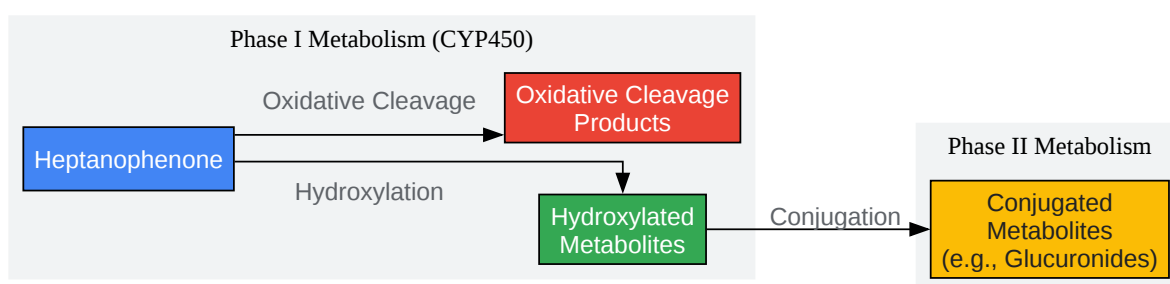 Phase I Metabolism (CYP450)
Oxidative Cleavage
Oxidative Cleavage
Products
Heptanophenone
Hydroxylation
Hydroxylated
Metabolites
Conjugation
Phase II Metabolism
Conjugated
Metabolites
(e.g., Glucuronides)